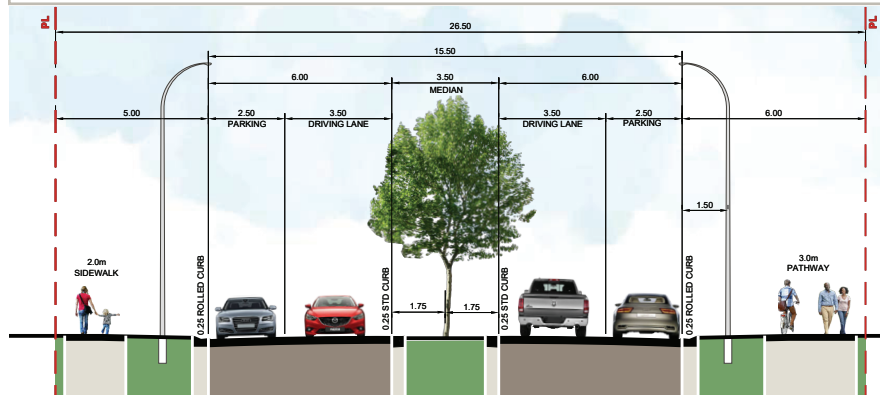 PL
PL
26.50
15.50
6.00
3.50
MEDIAN
6.00
5.00
2.50
PARKING
3.50
DRIVING LANE
3.50
DRIVING LANE
2.50
PARKING
6.00
1.50
2.0m
SIDEWALK
3.0m
PATHWAY
0.25 ROLLED CURB
0.25 STD CURB
1.75
1.75
0.25 STD CURB
0.25 ROLLED CURB